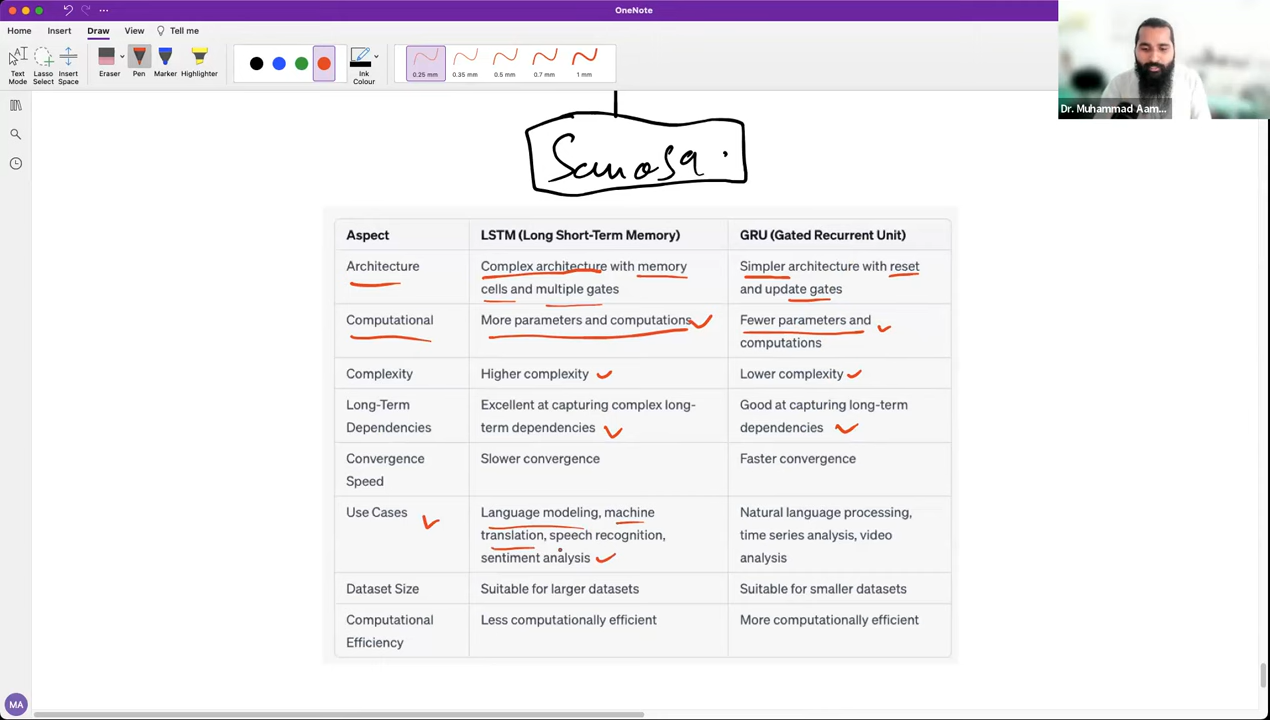 OneNote
Home Insert Draw View Tell me
Text Mode
Lasso Select
Insert Space
Eraser
Pen
Marker
Highlighter
Ink Colour
0.25 mm
0.35 mm
0.5 mm
0.7 mm
1 mm
Dr. Muhammad Aam...
Samosa
Aspect LSTM (Long Short-Term Memory) GRU (Gated Recurrent Unit)
Architecture Complex architecture with memory Simpler architecture with reset
cells and multiple gates and update gates
Computational More parameters and computations Fewer parameters and
computations
Complexity Higher complexity Lower complexity
Long-Term Excellent at capturing complex long- Good at capturing long-term
Dependencies term dependencies dependencies
Convergence Slower convergence Faster convergence
Speed
Use Cases Language modeling, machine Natural language processing,
translation, speech recognition, time series analysis, video
sentiment analysis analysis
Dataset Size Suitable for larger datasets Suitable for smaller datasets
Computational Less computationally efficient More computationally efficient
Efficiency
MA